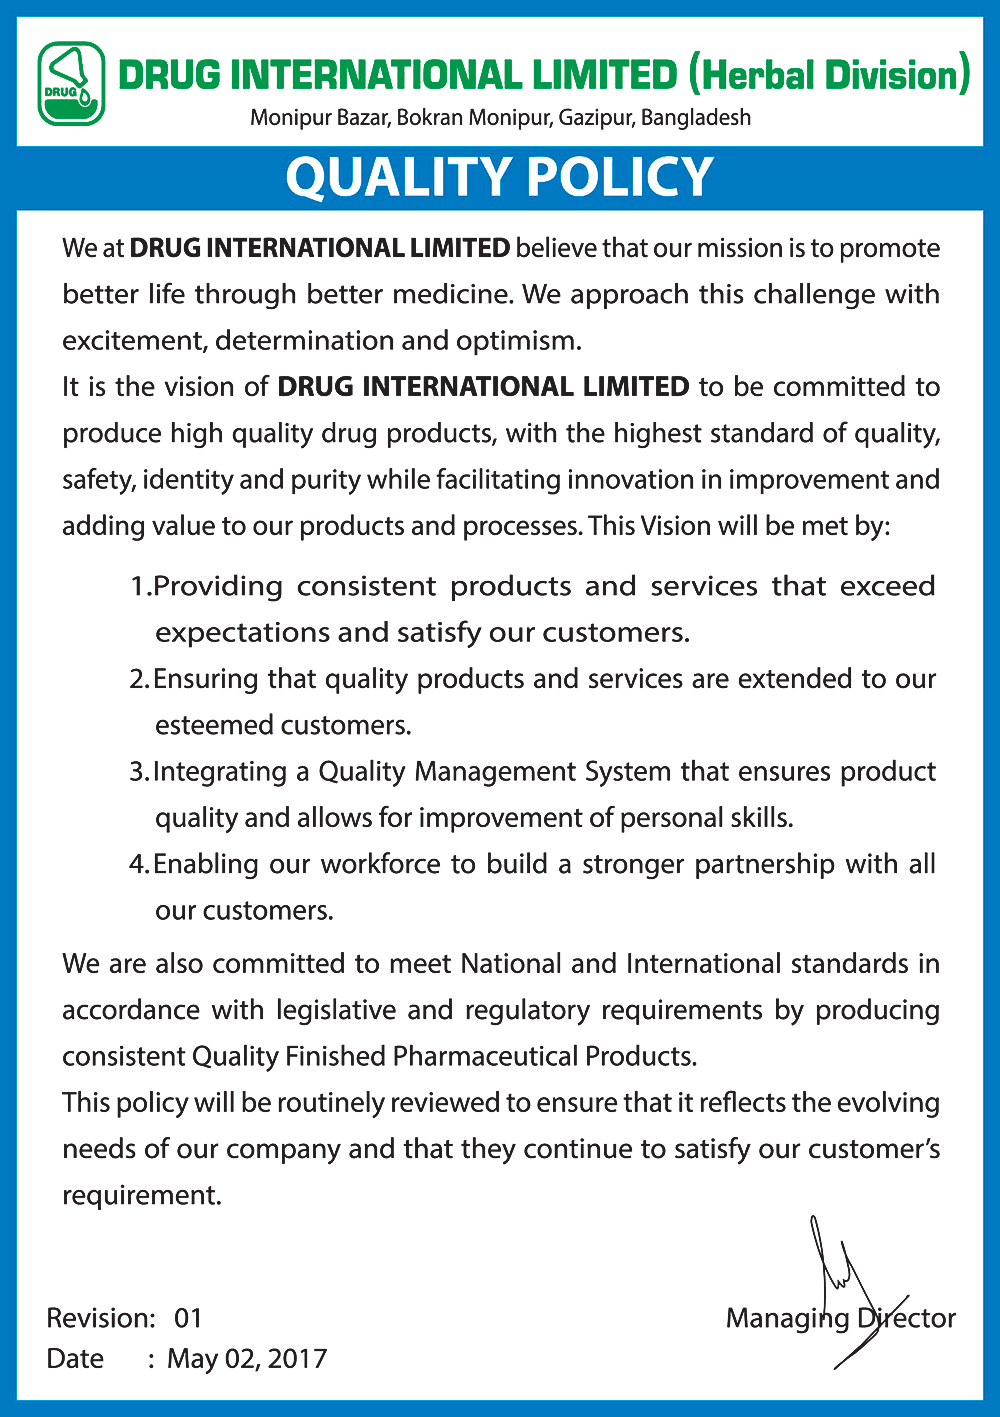 DRUG
DRUG INTERNATIONAL LIMITED (Herbal Division)
Monipur Bazar, Bokran Monipur, Gazipur, Bangladesh
QUALITY POLICY
We at DRUG INTERNATIONAL LIMITED believe that our mission is to promote
better life through better medicine. We approach this challenge with
excitement, determination and optimism.
It is the vision of DRUG INTERNATIONAL LIMITED to be committed to
produce high quality drug products, with the highest standard of quality,
safety, identity and purity while facilitating innovation in improvement and
adding value to our products and processes. This Vision will be met by:
1.Providing consistent products and services that exceed
expectations and satisfy our customers.
2.Ensuring that quality products and services are extended to our
esteemed customers.
3.Integrating a Quality Management System that ensures product
quality and allows for improvement of personal skills.
4.Enabling our workforce to build a stronger partnership with all
our customers.
We are also committed to meet National and International standards in
accordance with legislative and regulatory requirements by producing
consistent Quality Finished Pharmaceutical Products.
This policy will be routinely reviewed to ensure that it reflects the evolving
needs of our company and that they continue to satisfy our customer’s
requirement.
Revision: 01
Managing Director
Date : May 02, 2017